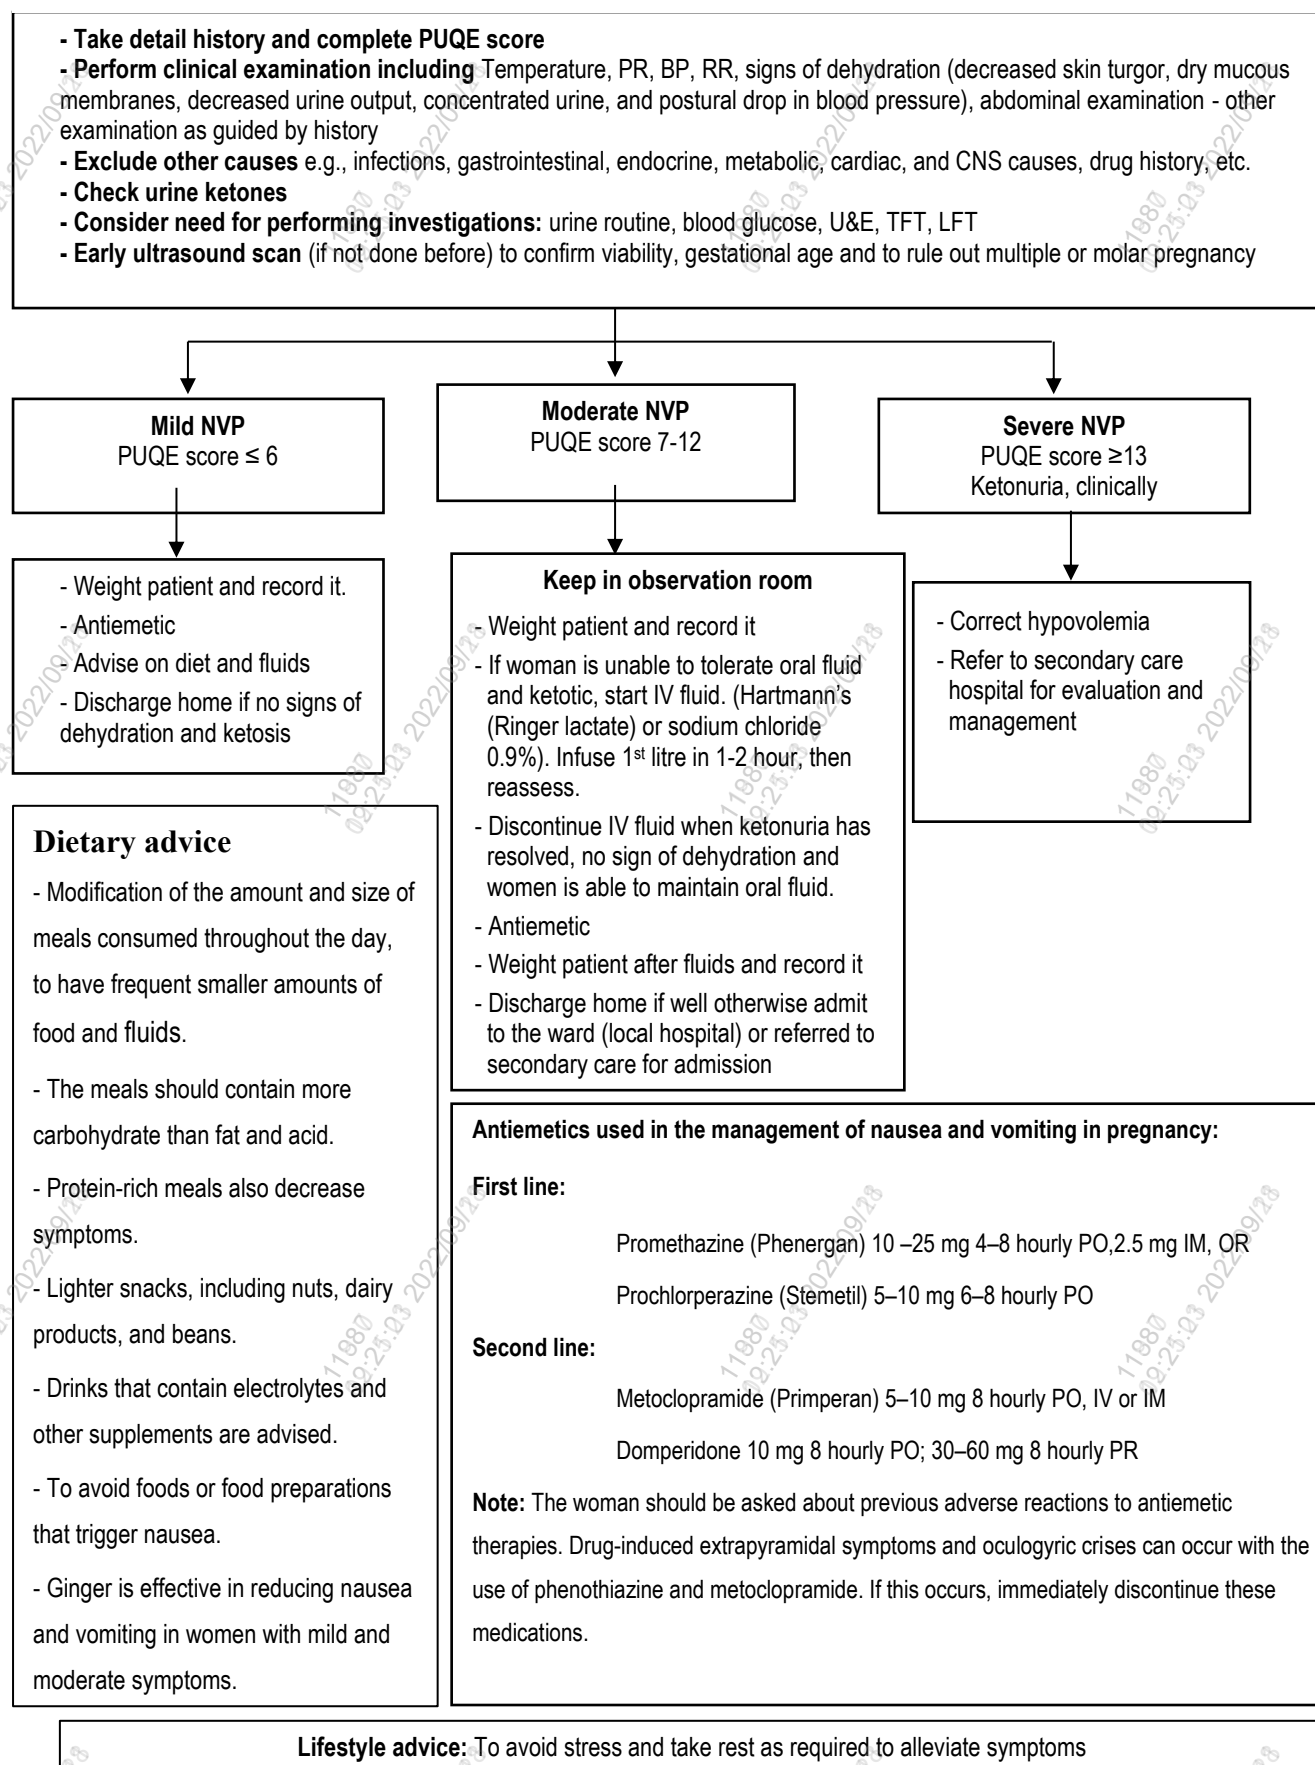 - Take detail history and complete PUQE score
- Perform clinical examination including Temperature, PR, BP, RR, signs of dehydration (decreased skin turgor, dry mucous
membranes, decreased urine output, concentrated urine, and postural drop in blood pressure), abdominal examination - other
examination as guided by history
- Exclude other causes e.g., infections, gastrointestinal, endocrine, metabolic, cardiac, and CNS causes, drug history, etc.
- Check urine ketones
- Consider need for performing investigations: urine routine, blood glucose, U&E, TFT, LFT
- Early ultrasound scan (if not done before) to confirm viability, gestational age and to rule out multiple or molar pregnancy
Mild NVP
PUQE score ≤ 6
Moderate NVP
PUQE score 7-12
Severe NVP
PUQE score ≥13
Ketonuria, clinically
- Weight patient and record it.
- Antiemetic
- Advise on diet and fluids
- Discharge home if no signs of
dehydration and ketosis
Keep in observation room
- Weight patient and record it
- If woman is unable to tolerate oral fluid
and ketotic, start IV fluid. (Hartmann's
(Ringer lactate) or sodium chloride
0.9%). Infuse 1st litre in 1-2 hour, then
reassess.
- Discontinue IV fluid when ketonuria has
resolved, no sign of dehydration and
women is able to maintain oral fluid.
- Antiemetic
- Weight patient after fluids and record it
- Discharge home if well otherwise admit
to the ward (local hospital) or referred to
secondary care for admission
- Correct hypovolemia
- Refer to secondary care
hospital for evaluation and
management
Dietary advice
- Modification of the amount and size of
meals consumed throughout the day,
to have frequent smaller amounts of
food and fluids.
- The meals should contain more
carbohydrate than fat and acid.
- Protein-rich meals also decrease
symptoms.
- Lighter snacks, including nuts, dairy
products, and beans.
- Drinks that contain electrolytes and
other supplements are advised.
- To avoid foods or food preparations
that trigger nausea.
- Ginger is effective in reducing nausea
and vomiting in women with mild and
moderate symptoms.
Antiemetics used in the management of nausea and vomiting in pregnancy:
First line:
Promethazine (Phenergan) 10 –25 mg 4–8 hourly PO,2.5 mg IM, OR
Prochlorperazine (Stemetil) 5–10 mg 6–8 hourly PO
Second line:
Metoclopramide (Primperan) 5–10 mg 8 hourly PO, IV or IM
Domperidone 10 mg 8 hourly PO; 30–60 mg 8 hourly PR
Note: The woman should be asked about previous adverse reactions to antiemetic
therapies. Drug-induced extrapyramidal symptoms and oculogyric crises can occur with the
use of phenothiazine and metoclopramide. If this occurs, immediately discontinue these
medications.
Lifestyle advice: To avoid stress and take rest as required to alleviate symptoms